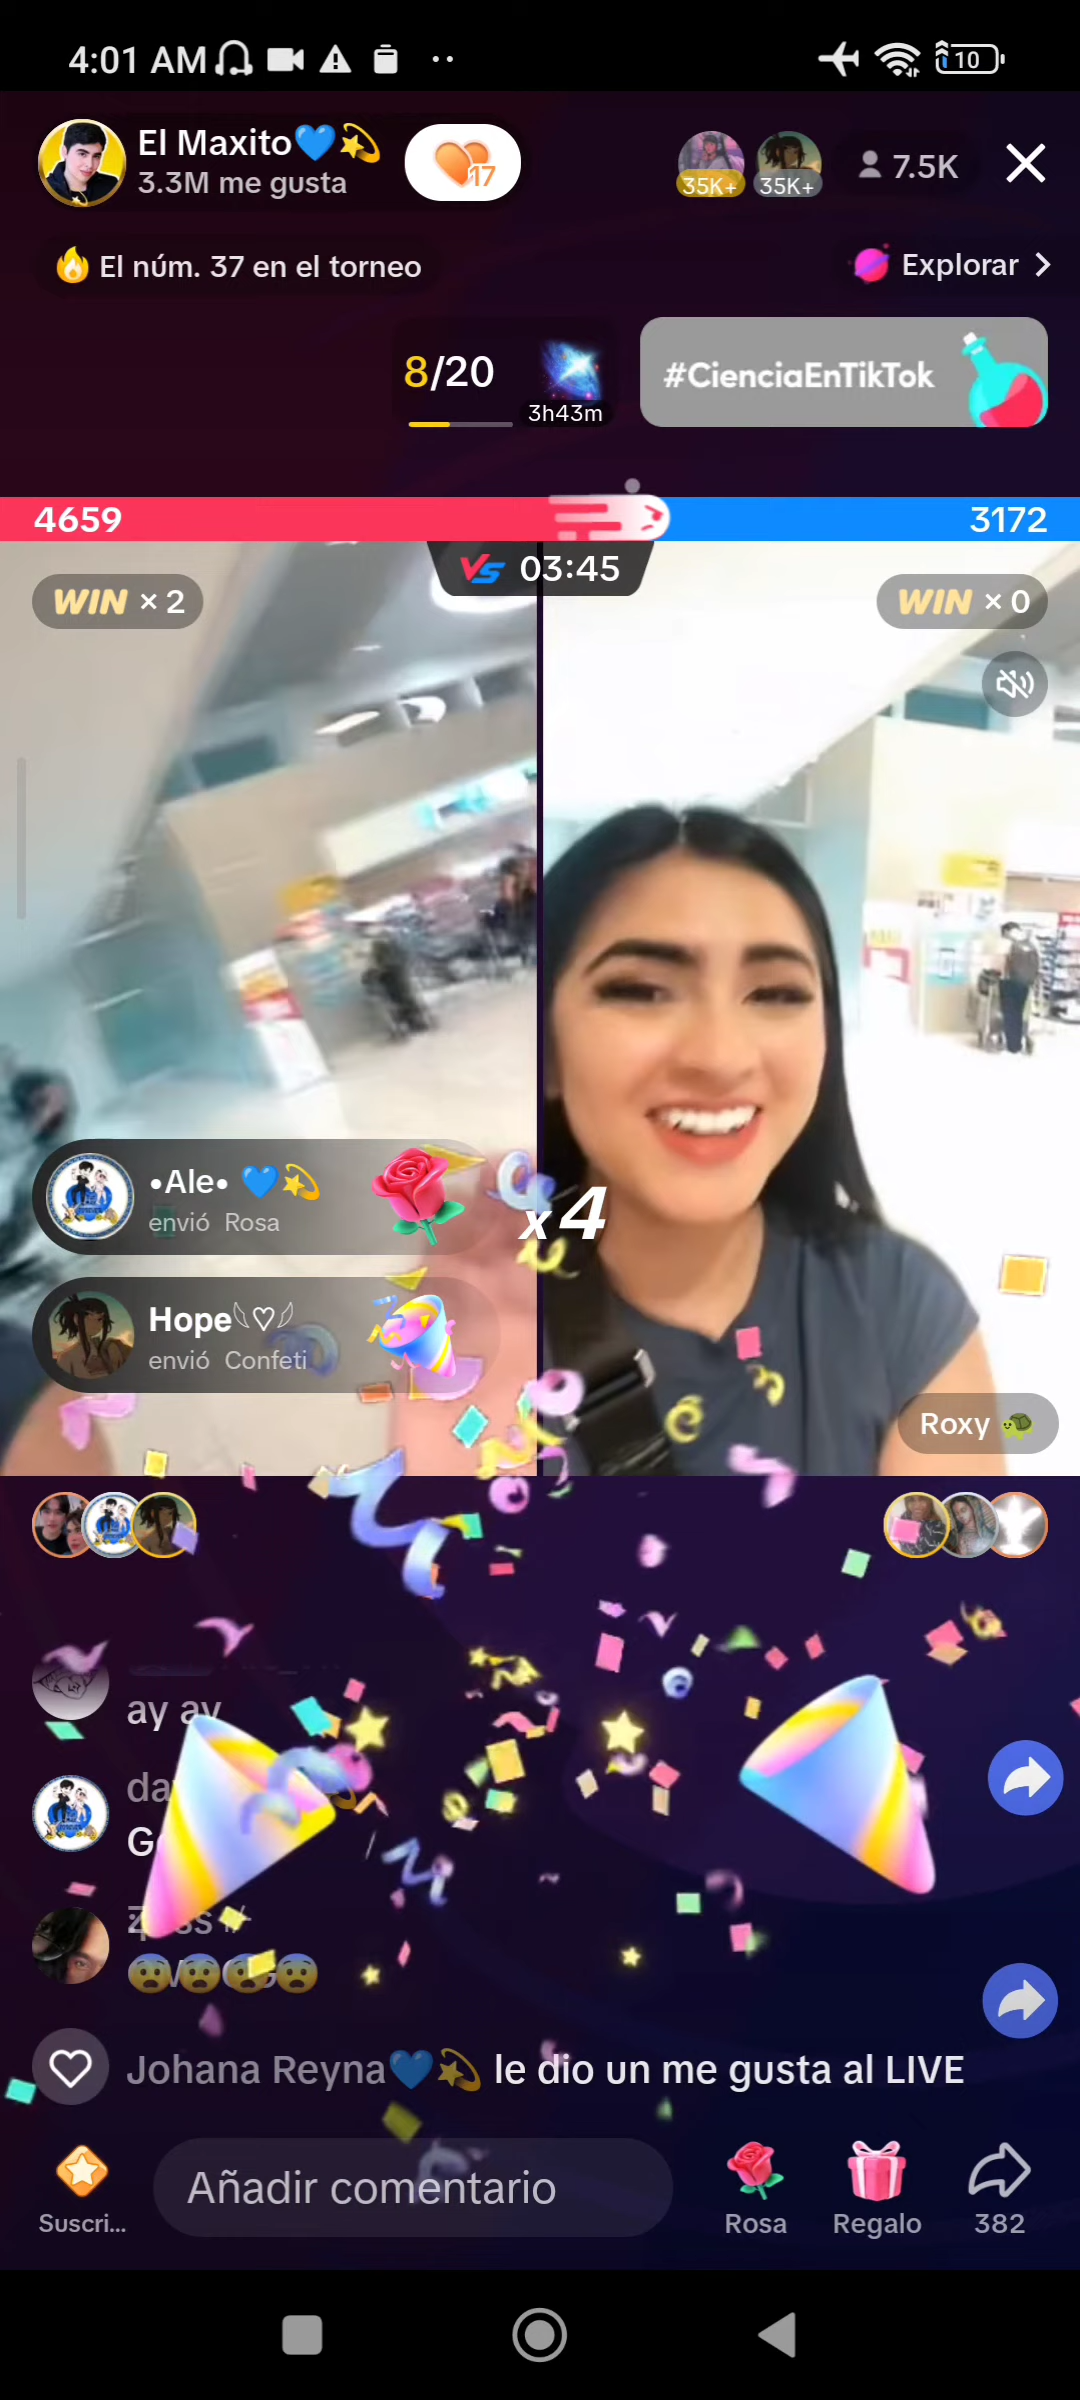 4:01 AM
10
El Maxito💙💫
3.3M me gusta
17
35K+
35K+
7.5K
El núm. 37 en el torneo
Explorar
8/20
3h43m
#CienciaEnTikTok
4659
3172
VS 03:45
WIN × 2
WIN × 0
•Ale• 💙💫
envió Rosa
x4
Hope
envió Confeti
Roxy 🐢
ay ay
😨😨😨😨
Johana Reyna💙💫 le dio un me gusta al LIVE
Suscri...
Añadir comentario
Rosa
Regalo
382